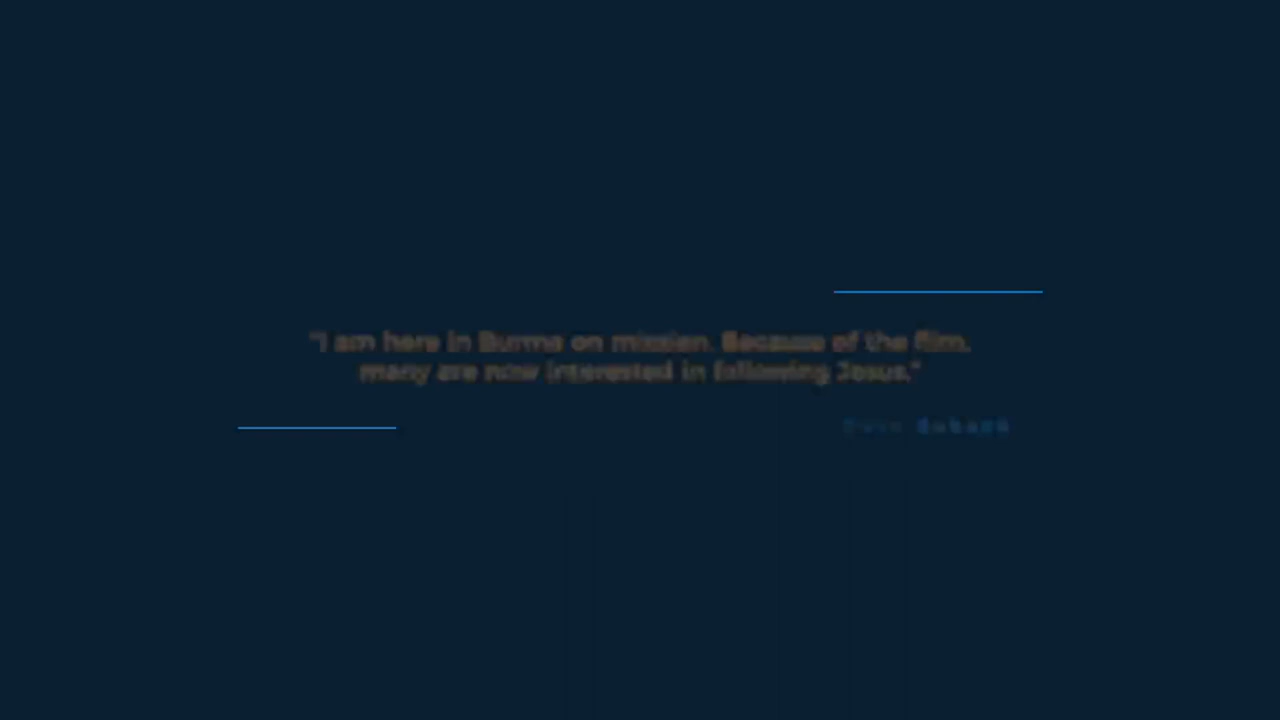 "I am here in Burma on mission. Because of the film,
many are now interested in following Jesus."